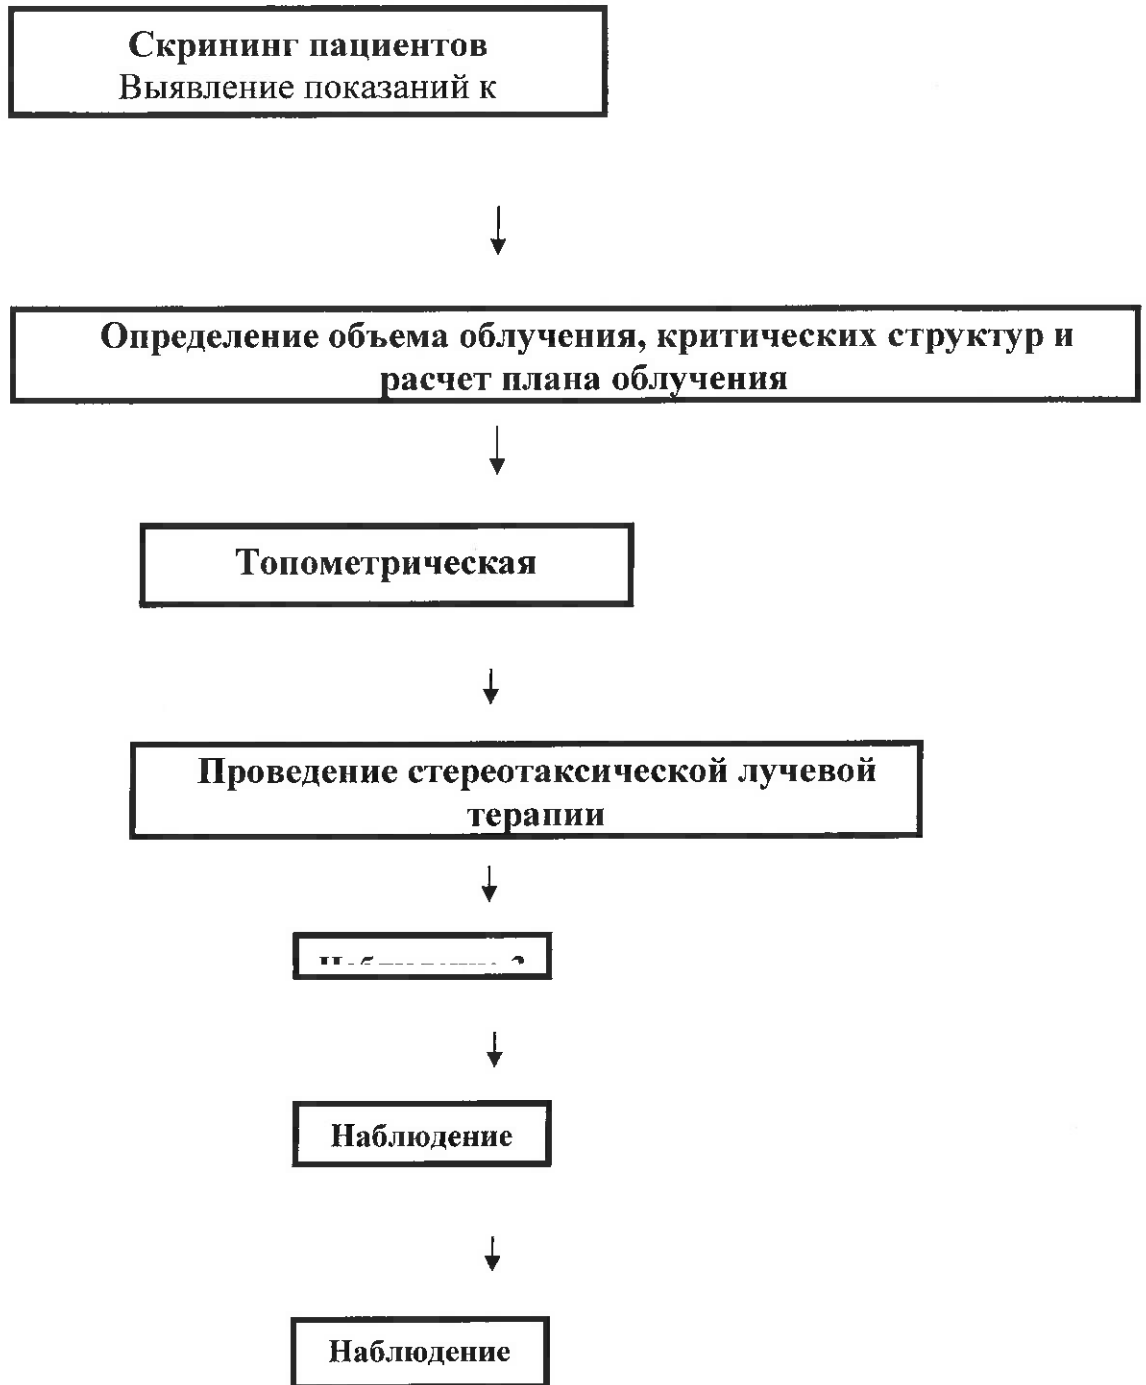 Скрининг пациентов
Выявление показаний к
Определение объема облучения, критических структур и
расчет плана облучения
Топометрическая
Проведение стереотаксической лучевой
терапии
Наблюдение
Наблюдение